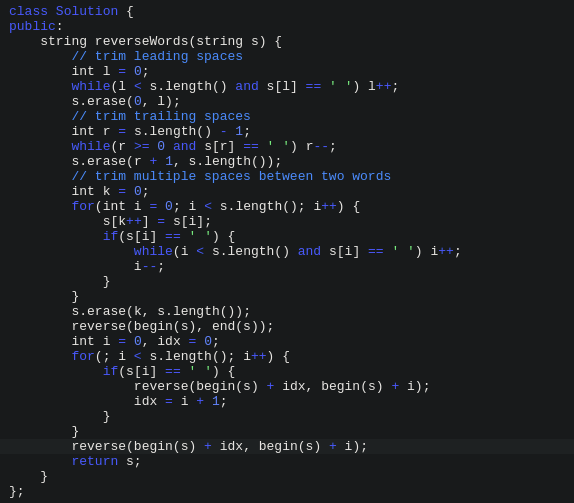 class Solution {
public:
    string reverseWords(string s) {
        // trim leading spaces
        int l = 0;
        while(l < s.length() and s[l] == ' ') l++;
        s.erase(0, l);
        // trim trailing spaces
        int r = s.length() - 1;
        while(r >= 0 and s[r] == ' ') r--;
        s.erase(r + 1, s.length());
        // trim multiple spaces between two words
        int k = 0;
        for(int i = 0; i < s.length(); i++) {
            s[k++] = s[i];
            if(s[i] == ' ') {
                while(i < s.length() and s[i] == ' ') i++;
                i--;
            }
        }
        s.erase(k, s.length());
        reverse(begin(s), end(s));
        int i = 0, idx = 0;
        for(; i < s.length(); i++) {
            if(s[i] == ' ') {
                reverse(begin(s) + idx, begin(s) + i);
                idx = i + 1;
            }
        }
        reverse(begin(s) + idx, begin(s) + i);
        return s;
    }
};